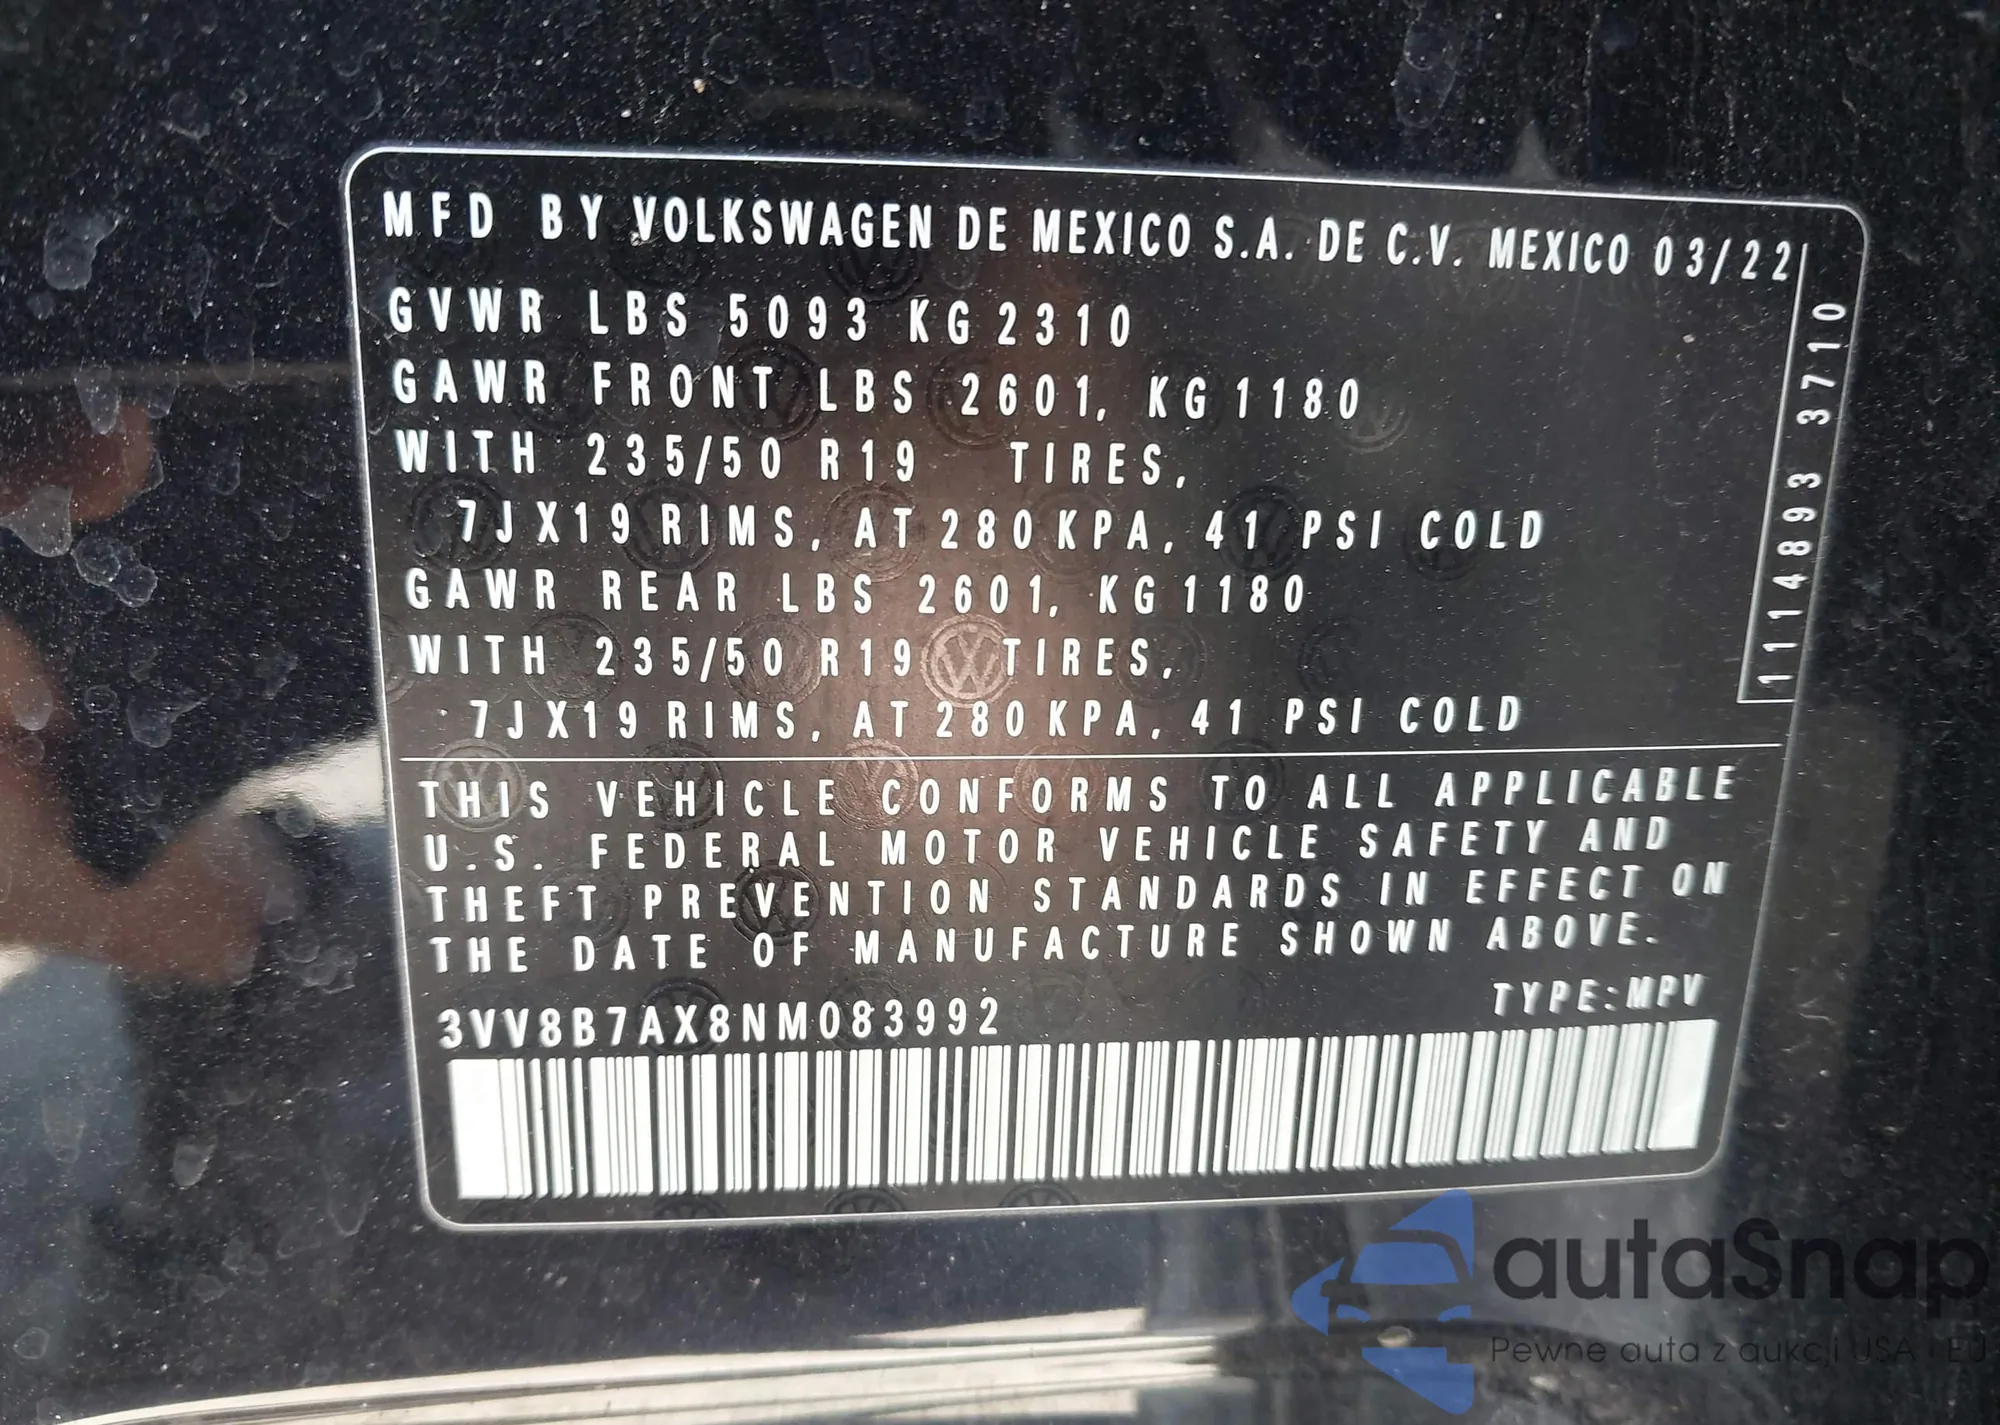 MFD BY VOLKSWAGEN DE MEXICO S.A. DE C.V. MEXICO 03/22
GVWR LBS 5093 KG 2310
GAWR FRONT LBS 2601, KG 1180
WITH 235/50 R19 TIRES,
7JX19 RIMS, AT 280 KPA, 41 PSI COLD
GAWR REAR LBS 2601, KG 1180
WITH 235/50 R19 TIRES,
7JX19 RIMS, AT 280 KPA, 41 PSI COLD
1114893 3710
THIS VEHICLE CONFORMS TO ALL APPLICABLE
U.S. FEDERAL MOTOR VEHICLE SAFETY AND
THEFT PREVENTION STANDARDS IN EFFECT ON
THE DATE OF MANUFACTURE SHOWN ABOVE.
TYPE:MPV
3VV8B7AX8NM083992
autaSnap
Pewne auta z aukcji USA i EU